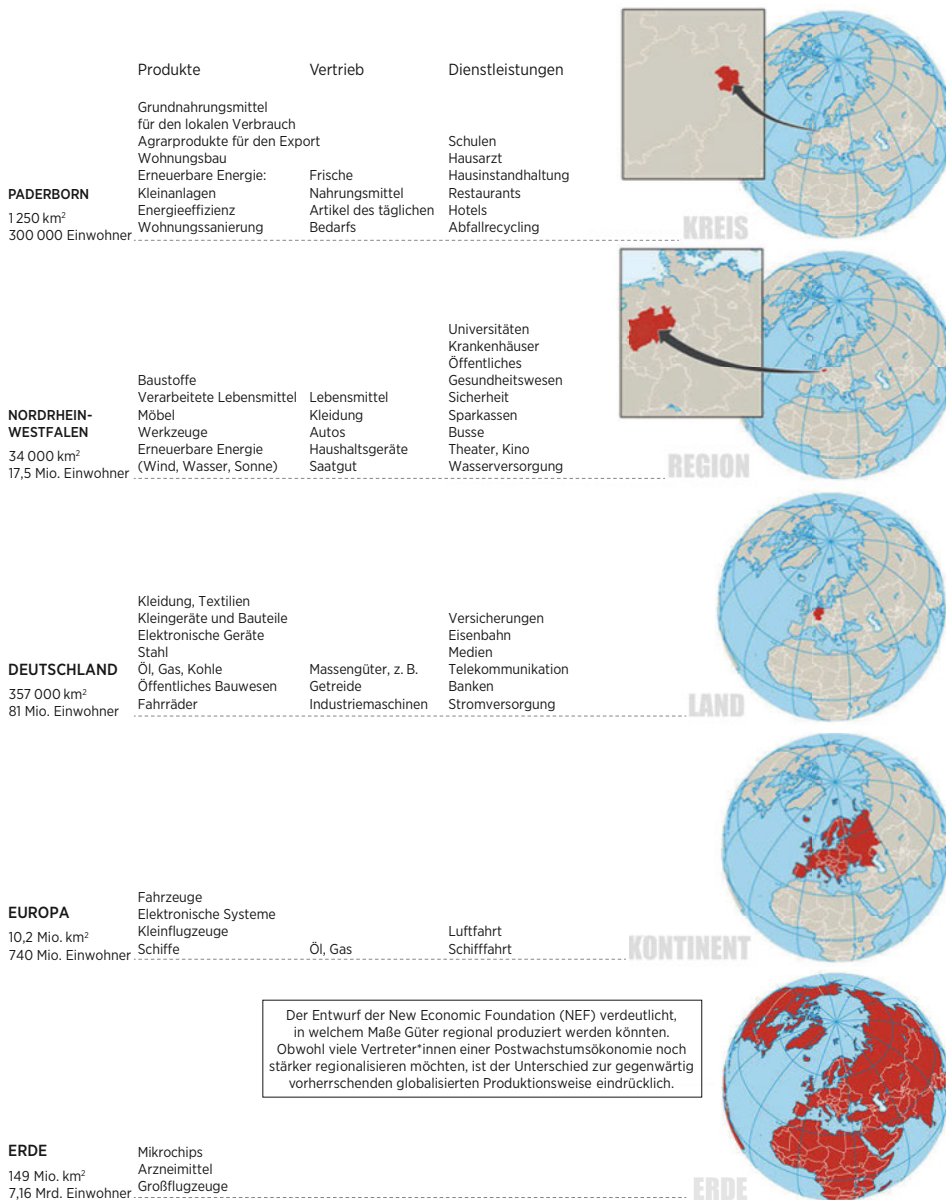 Produkte Vertrieb Dienstleistungen
Grundnahrungsmittel
für den lokalen Verbrauch
Agrarprodukte für den Export Schulen
Wohnungsbau Hausarzt
Erneuerbare Energie: Frische Hausinstandhaltung
PADERBORN Kleinanlagen Nahrungsmittel Restaurants
1 250 km² Energieeffizienz Artikel des täglichen Hotels
300 000 Einwohner Wohnungssanierung Bedarfs Abfallrecycling
KREIS
Universitäten
Krankenhäuser
Öffentliches
Baustoffe Gesundheitswesen
Verarbeitete Lebensmittel Lebensmittel Sicherheit
NORDRHEIN- Möbel Kleidung Sparkassen
WESTFALEN Werkzeuge Autos Busse
34 000 km² Erneuerbare Energie Haushaltsgeräte Theater, Kino
17,5 Mio. Einwohner (Wind, Wasser, Sonne) Saatgut Wasserversorgung
REGION
Kleidung, Textilien
Kleingeräte und Bauteile Versicherungen
Elektronische Geräte Eisenbahn
Stahl Medien
DEUTSCHLAND Öl, Gas, Kohle Massengüter, z. B. Telekommunikation
357 000 km² Öffentliches Bauwesen Getreide Banken
81 Mio. Einwohner Fahrräder Industriemaschinen Stromversorgung
LAND
Fahrzeuge
EUROPA Elektronische Systeme
10,2 Mio. km² Kleinflugzeuge Luftfahrt
740 Mio. Einwohner Schiffe Öl, Gas Schifffahrt
KONTINENT
Der Entwurf der New Economic Foundation (NEF) verdeutlicht,
in welchem Maße Güter regional produziert werden könnten.
Obwohl viele Vertreter*innen einer Postwachstumsökonomie noch
stärker regionalisieren möchten, ist der Unterschied zur gegenwärtig
vorherrschenden globalisierten Produktionsweise eindrücklich.
ERDE Mikrochips
149 Mio. km² Arzneimittel
7,16 Mrd. Einwohner Großflugzeuge
ERDE